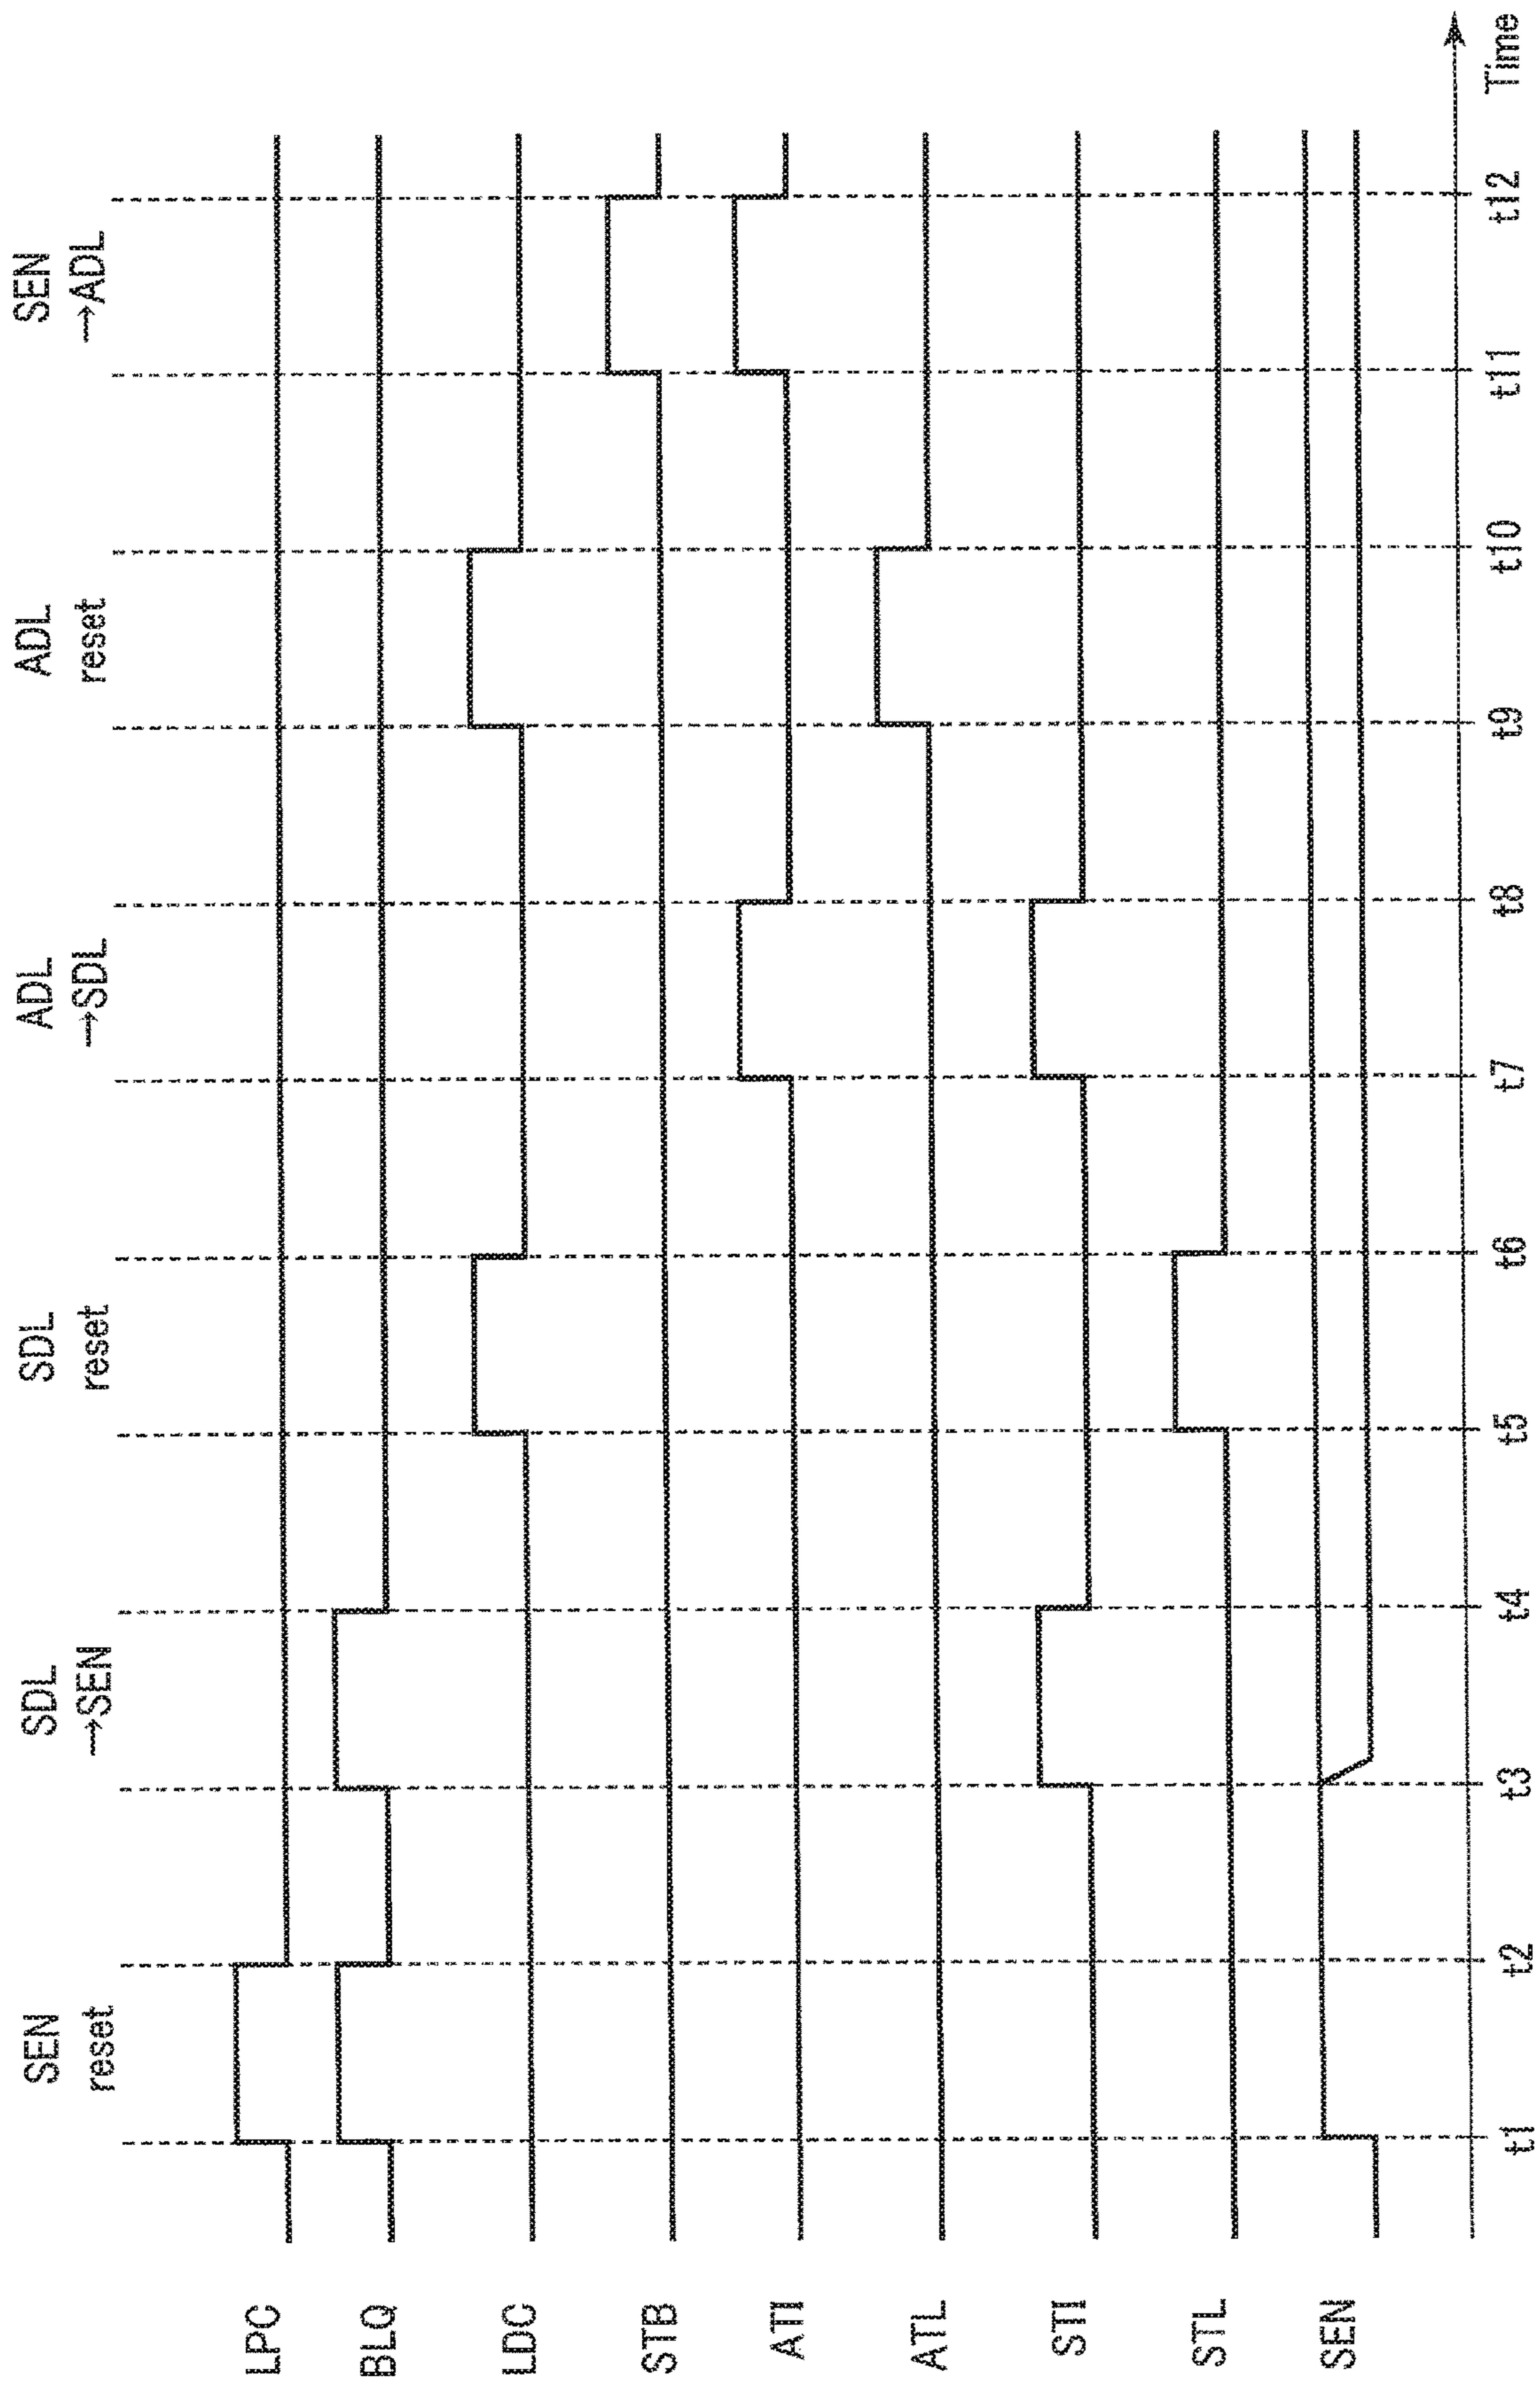 SEN
reset
SDL
→SEN
SDL
reset
ADL
→SDL
ADL
reset
SEN
→ADL
LPC
BLQ
LDC
STB
ATI
ATL
STI
STL
SEN
t1
t2
t3
t4
t5
t6
t7
t8
t9
t10
t11
t12
Time